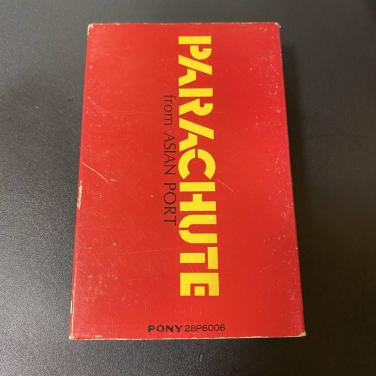 PARACHUTE
from ASIAN PORT
PONY 28P6006